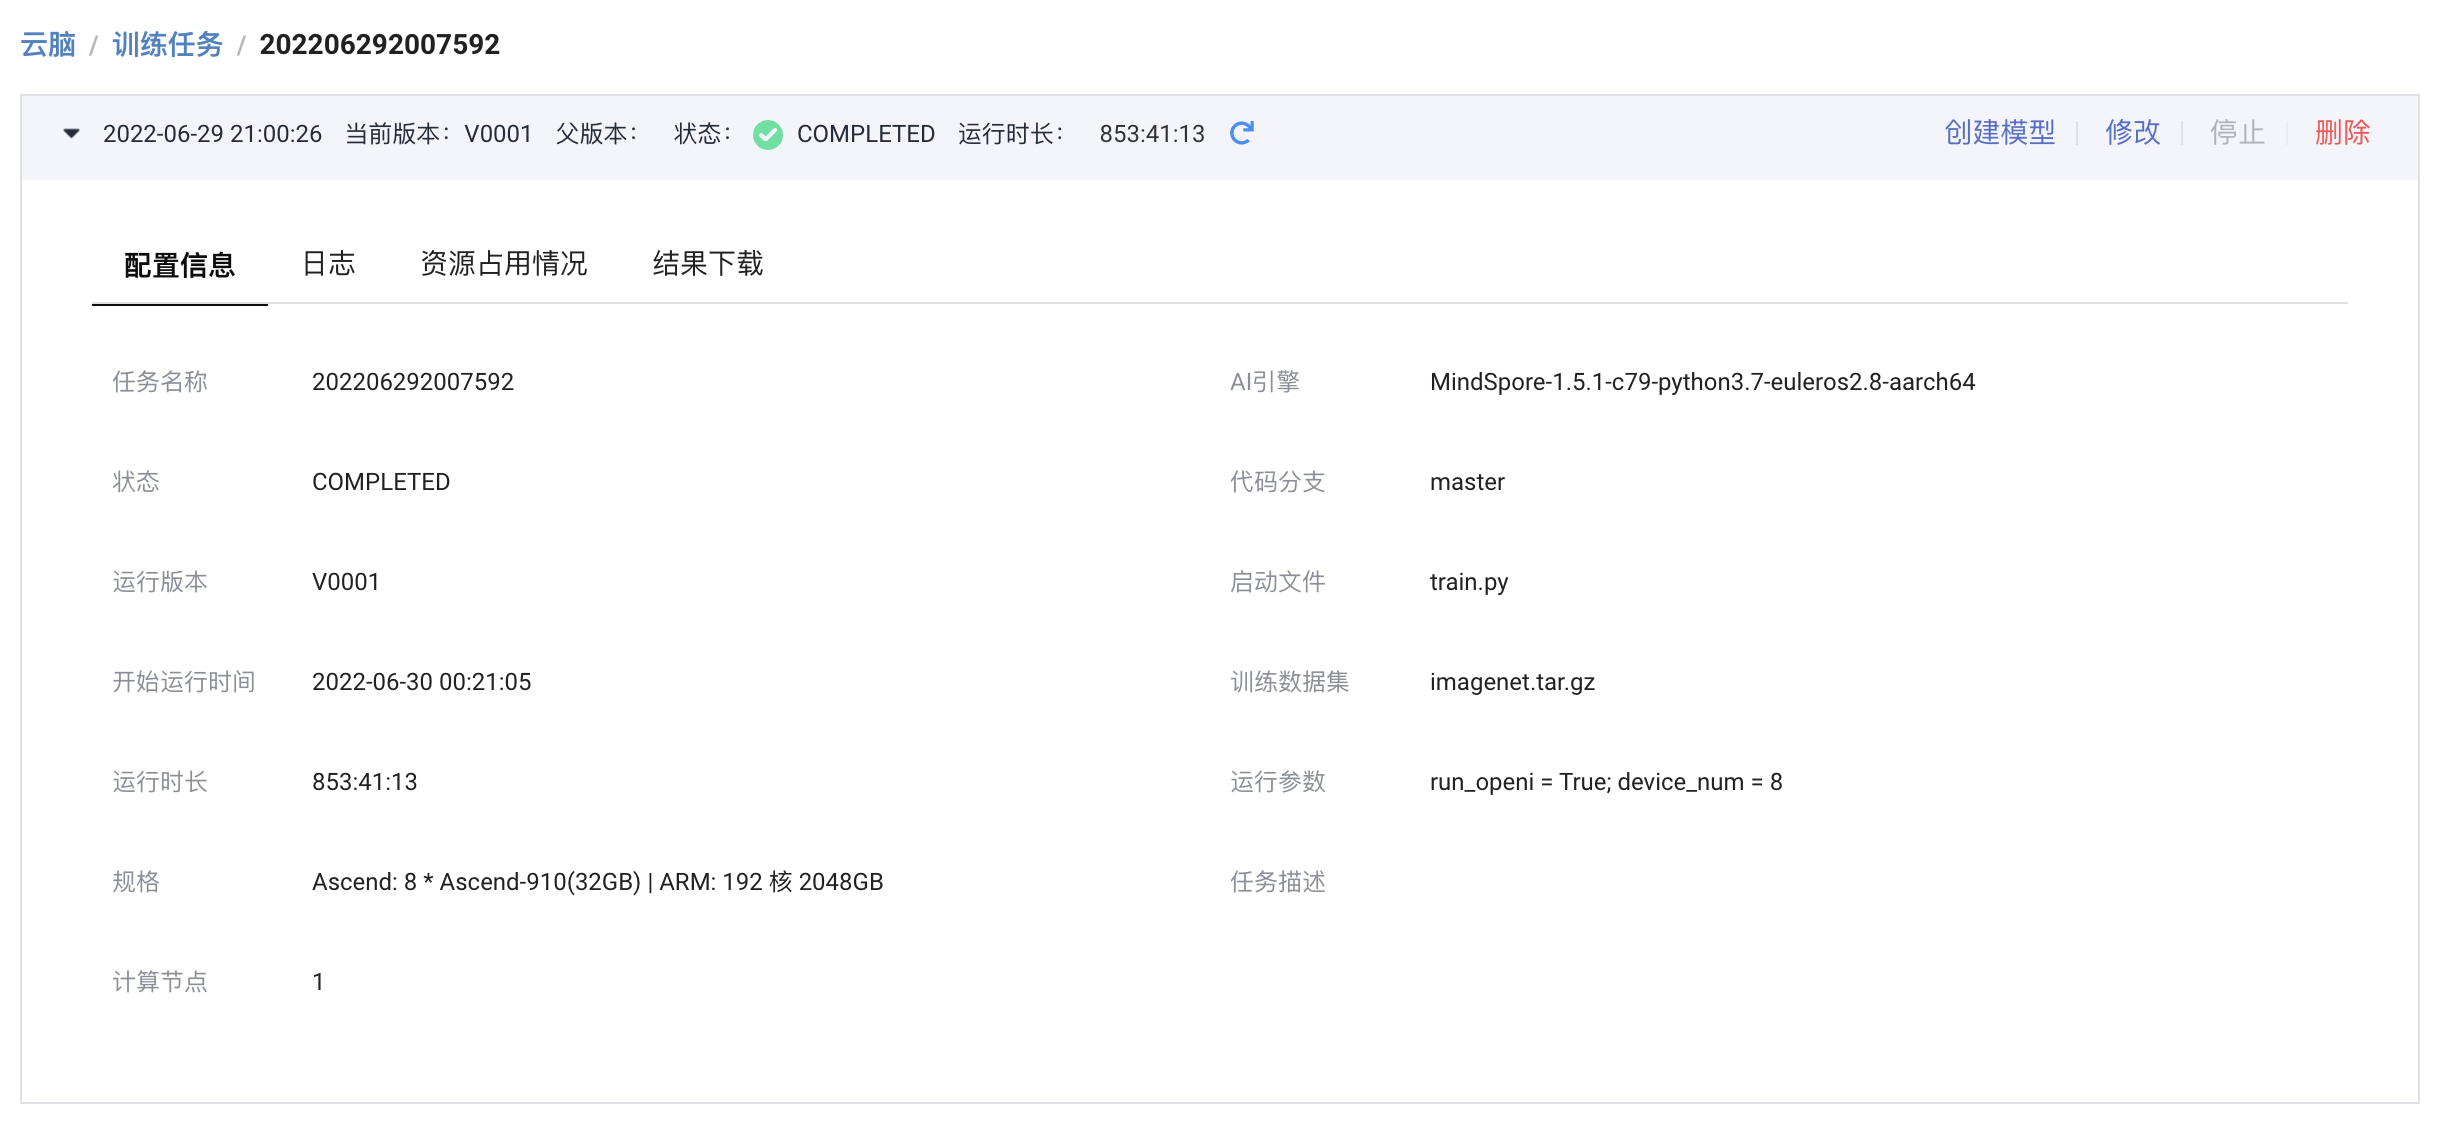 云脑 / 训练任务 / 202206292007592
2022-06-29 21:00:26 当前版本：V0001 父版本： 状态： COMPLETED 运行时长： 853:41:13 创建模型 修改 停止 删除
配置信息 日志 资源占用情况 结果下载
任务名称 202206292007592 AI引擎 MindSpore-1.5.1-c79-python3.7-euleros2.8-aarch64
状态 COMPLETED 代码分支 master
运行版本 V0001 启动文件 train.py
开始运行时间 2022-06-30 00:21:05 训练数据集 imagenet.tar.gz
运行时长 853:41:13 运行参数 run_openi = True; device_num = 8
规格 Ascend: 8 * Ascend-910(32GB) | ARM: 192 核 2048GB 任务描述
计算节点 1